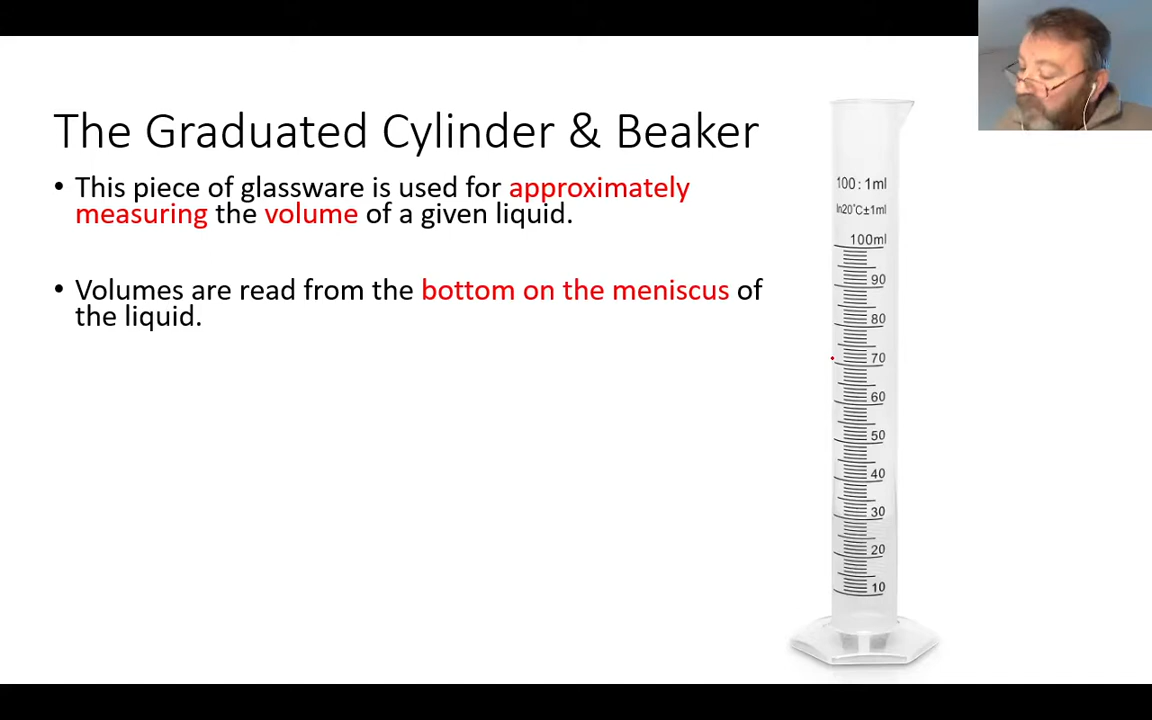 The Graduated Cylinder & Beaker
• This piece of glassware is used for approximately
measuring the volume of a given liquid.
• Volumes are read from the bottom on the meniscus of
the liquid.
100:1ml
In20°C±1ml
100ml
90
80
70
60
50
40
30
20
10